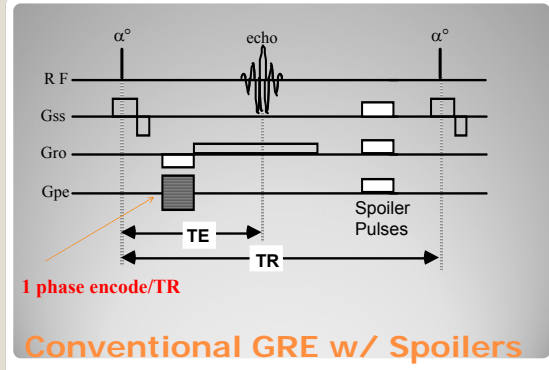 α° echo α°
R F
Gss
Gro
Gpe
Spoiler
Pulses
TE
TR
1 phase encode/TR
Conventional GRE w/ Spoilers